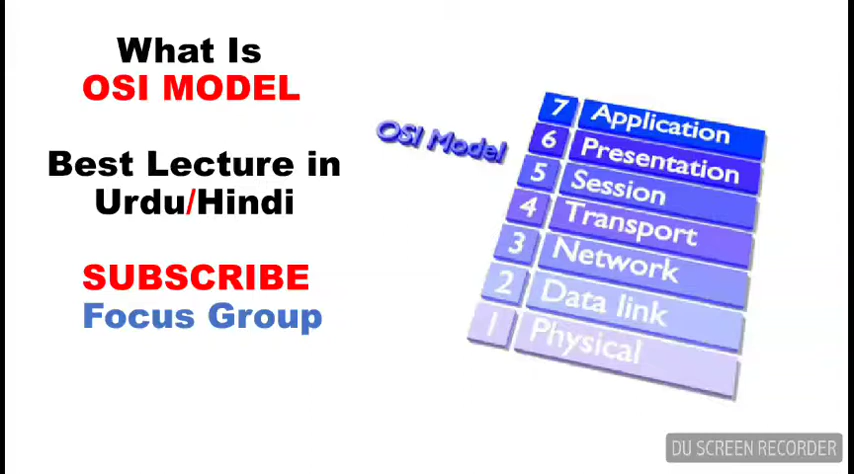 What Is
OSI MODEL
Best Lecture in
Urdu/Hindi
SUBSCRIBE
Focus Group
OSI Model
7 Application
6 Presentation
5 Session
4 Transport
3 Network
2 Data link
1 Physical
DU SCREEN RECORDER